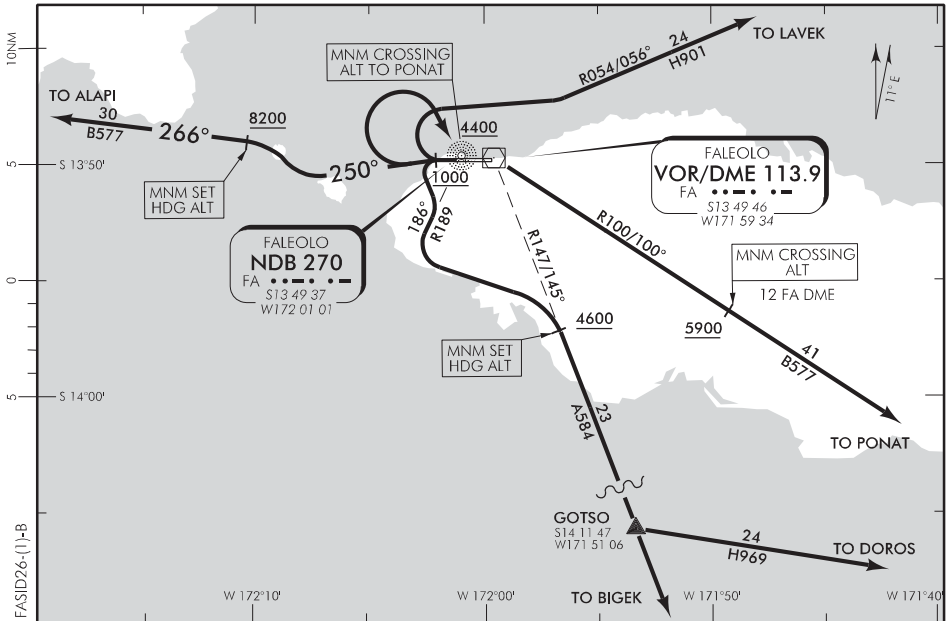 10NM
MNM CROSSING
ALT TO PONAT
24
H901
R054/056°
TO LAVEK
11° E
TO ALAPI
30
B577
266°
8200
4400
5
S 13°50'
250°
1000
MNM SET
HDG ALT
FALEOLO
VOR/DME 113.9
FA
S13 49 46
W171 59 34
186°
R189
R147/145°
R100/100°
FALEOLO
NDB 270
FA
S13 49 37
W172 01 01
MNM CROSSING
ALT
12 FA DME
0
4600
5900
MNM SET
HDG ALT
41
B577
5
S 14°00'
23
A584
TO PONAT
GOTSO
S14 11 47
W171 51 06
24
H969
TO DOROS
FASID26-(1)-B
W 172°10'
W 172°00'
TO BIGEK
W 171°50'
W 171°40'